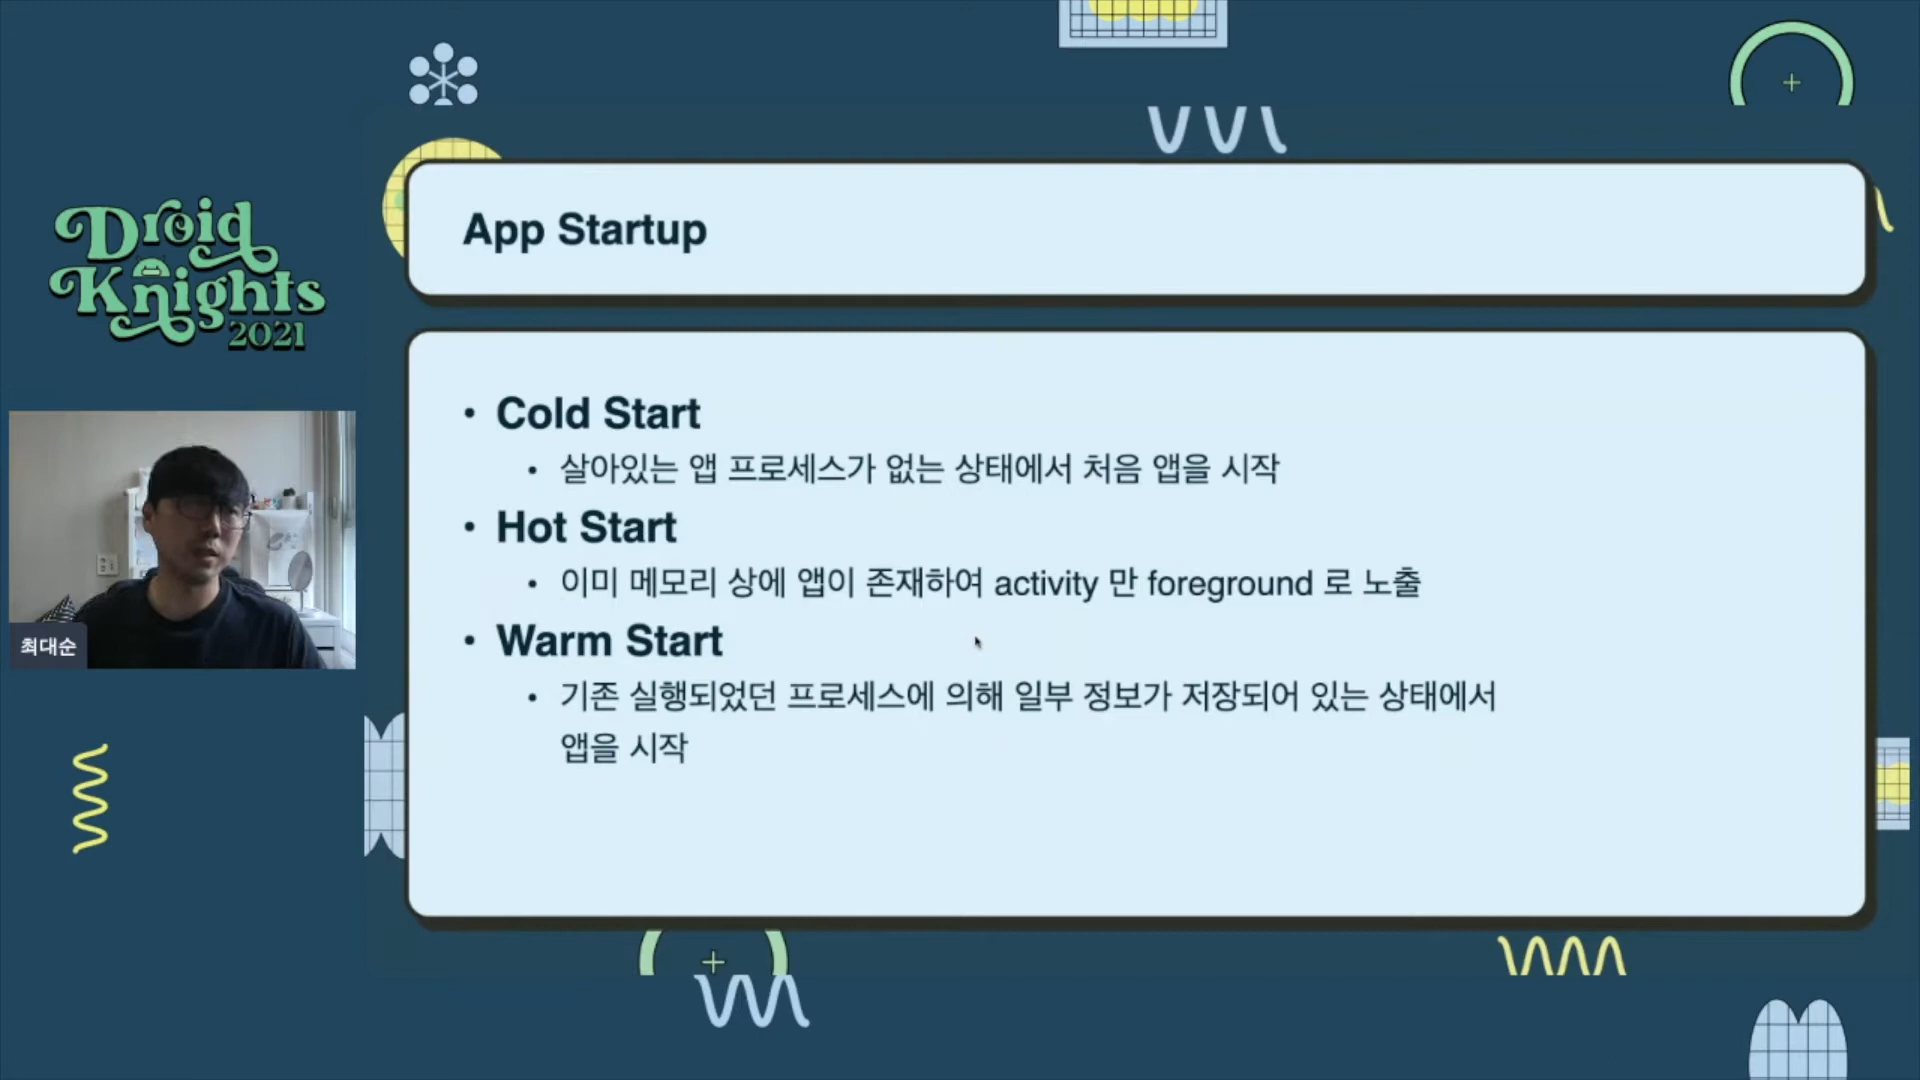 Droid
Knights
2021
최대순
App Startup
• Cold Start
• 살아있는 앱 프로세스가 없는 상태에서 처음 앱을 시작
• Hot Start
• 이미 메모리 상에 앱이 존재하여 activity 만 foreground 로 노출
• Warm Start
• 기존 실행되었던 프로세스에 의해 일부 정보가 저장되어 있는 상태에서
앱을 시작